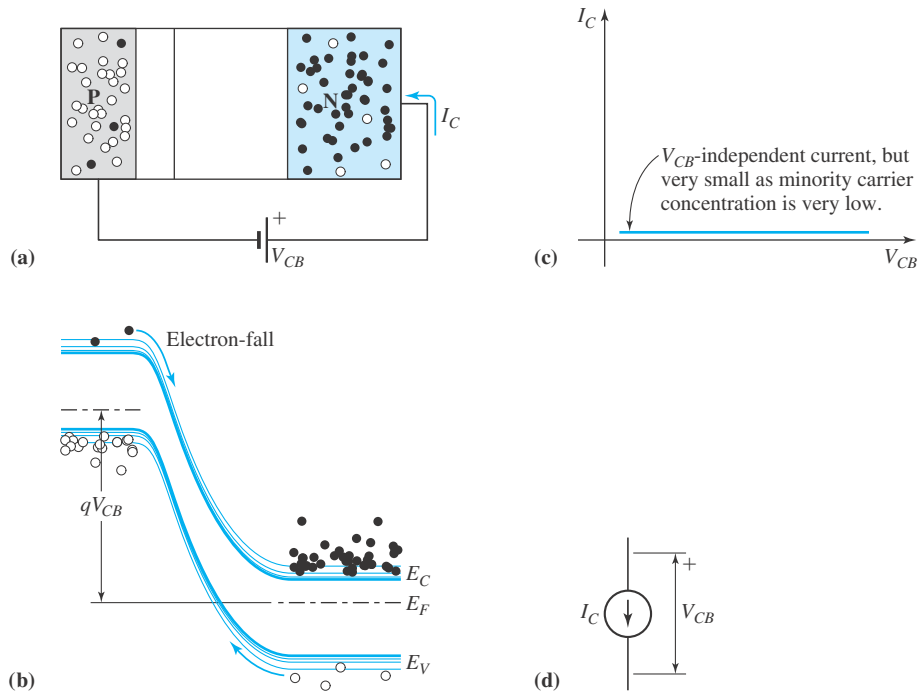 P
N
I_C
+
V_CB
(a)
I_C
V_CB-independent current, but
very small as minority carrier
concentration is very low.
V_CB
(c)
Electron-fall
qV_CB
E_C
E_F
E_V
(b)
I_C
+
V_CB
(d)